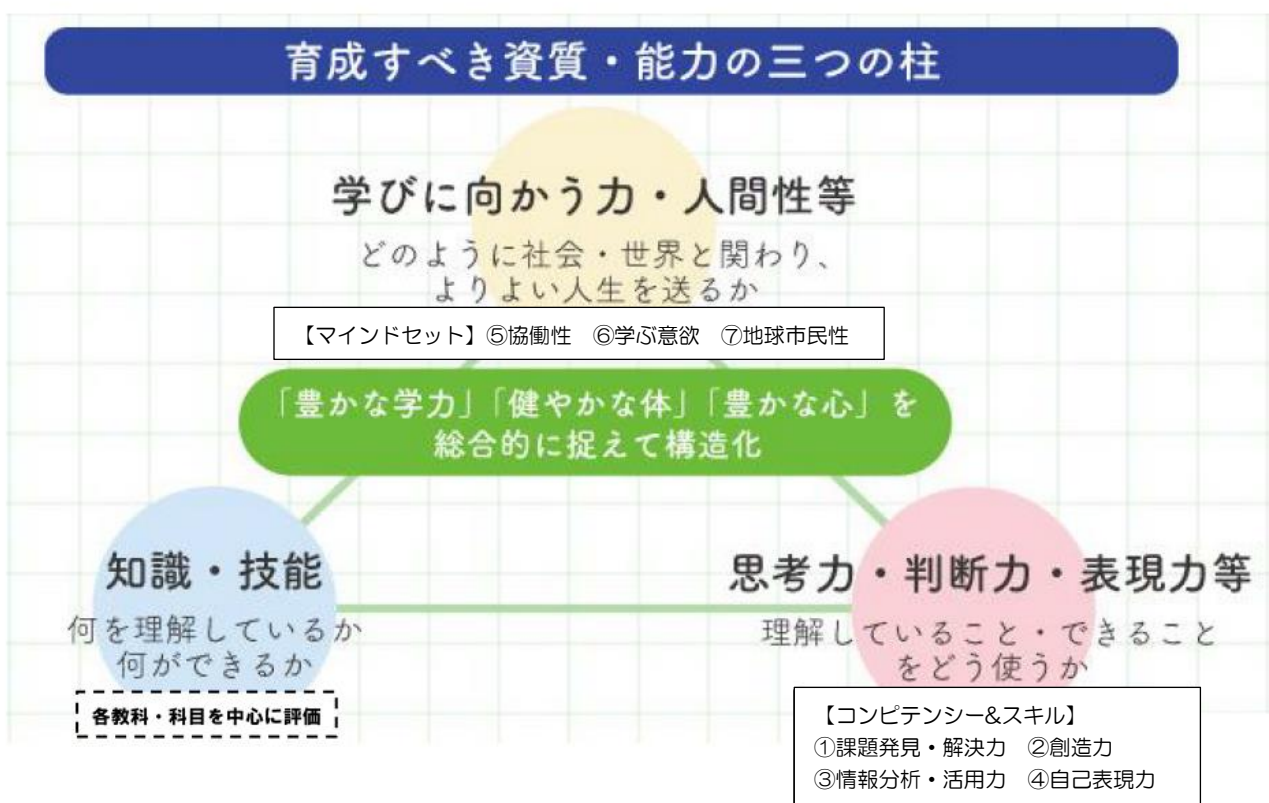 育成すべき資質・能力の三つの柱
学びに向かう力・人間性等
どのように社会・世界と関わり、
よりよい人生を送るか
【マインドセット】⑤協働性　⑥学ぶ意欲　⑦地球市民性
「豊かな学力」「健やかな体」「豊かな心」を
総合的に捉えて構造化
知識・技能
何を理解しているか
何ができるか
各教科・科目を中心に評価
思考力・判断力・表現力等
理解していること・できること
をどう使うか
【コンピテンシー&スキル】
①課題発見・解決力　②創造力
③情報分析・活用力　④自己表現力